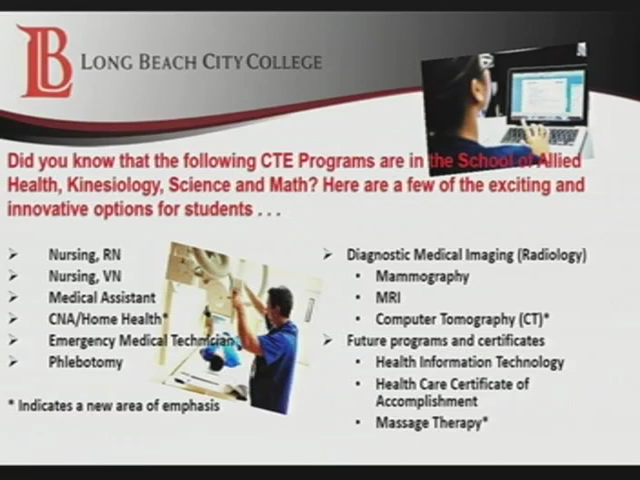 LB LONG BEACH CITY COLLEGE
Did you know that the following CTE Programs are in the School of Allied
Health, Kinesiology, Science and Math? Here are a few of the exciting and
innovative options for students . . .
➢ Nursing, RN
➢ Nursing, VN
➢ Medical Assistant
➢ CNA/Home Health*
➢ Emergency Medical Technician
➢ Phlebotomy
* Indicates a new area of emphasis
➢ Diagnostic Medical Imaging (Radiology)
• Mammography
• MRI
• Computer Tomography (CT)*
➢ Future programs and certificates
• Health Information Technology
• Health Care Certificate of
Accomplishment
• Massage Therapy*